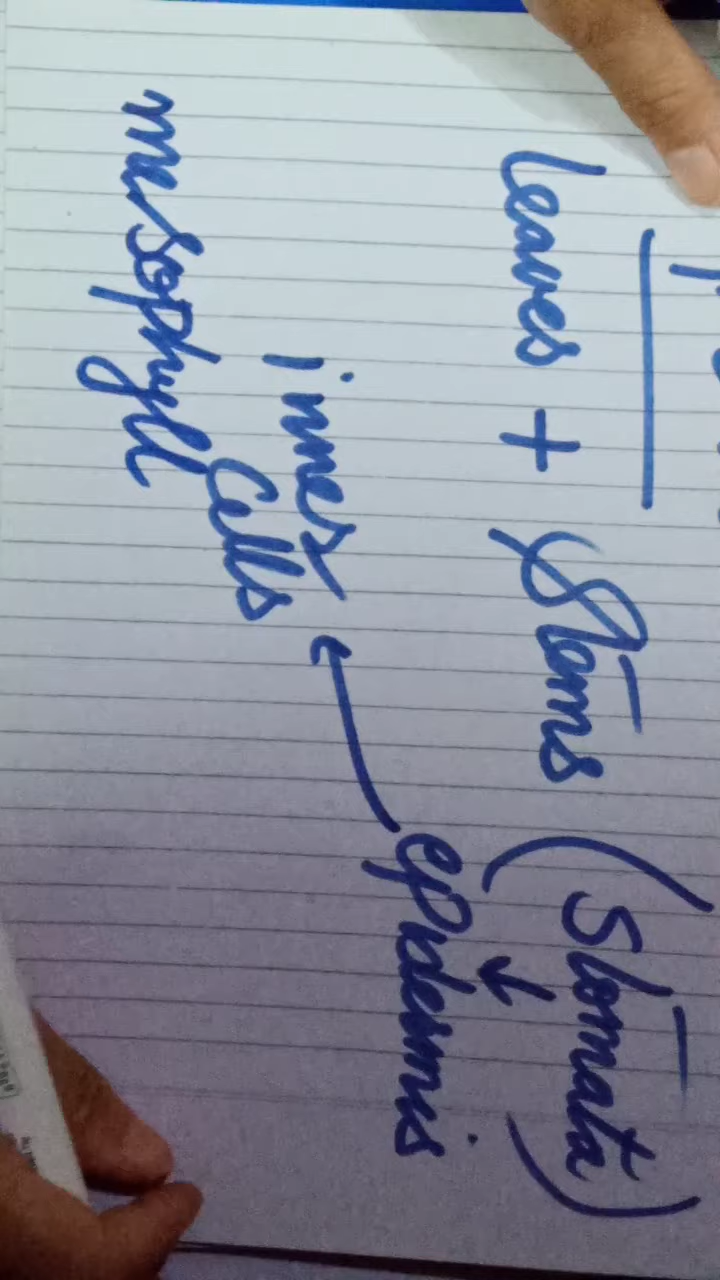 leaves + Stems (Stomata)
↓
epidermis
inner cells ←
mesophyll